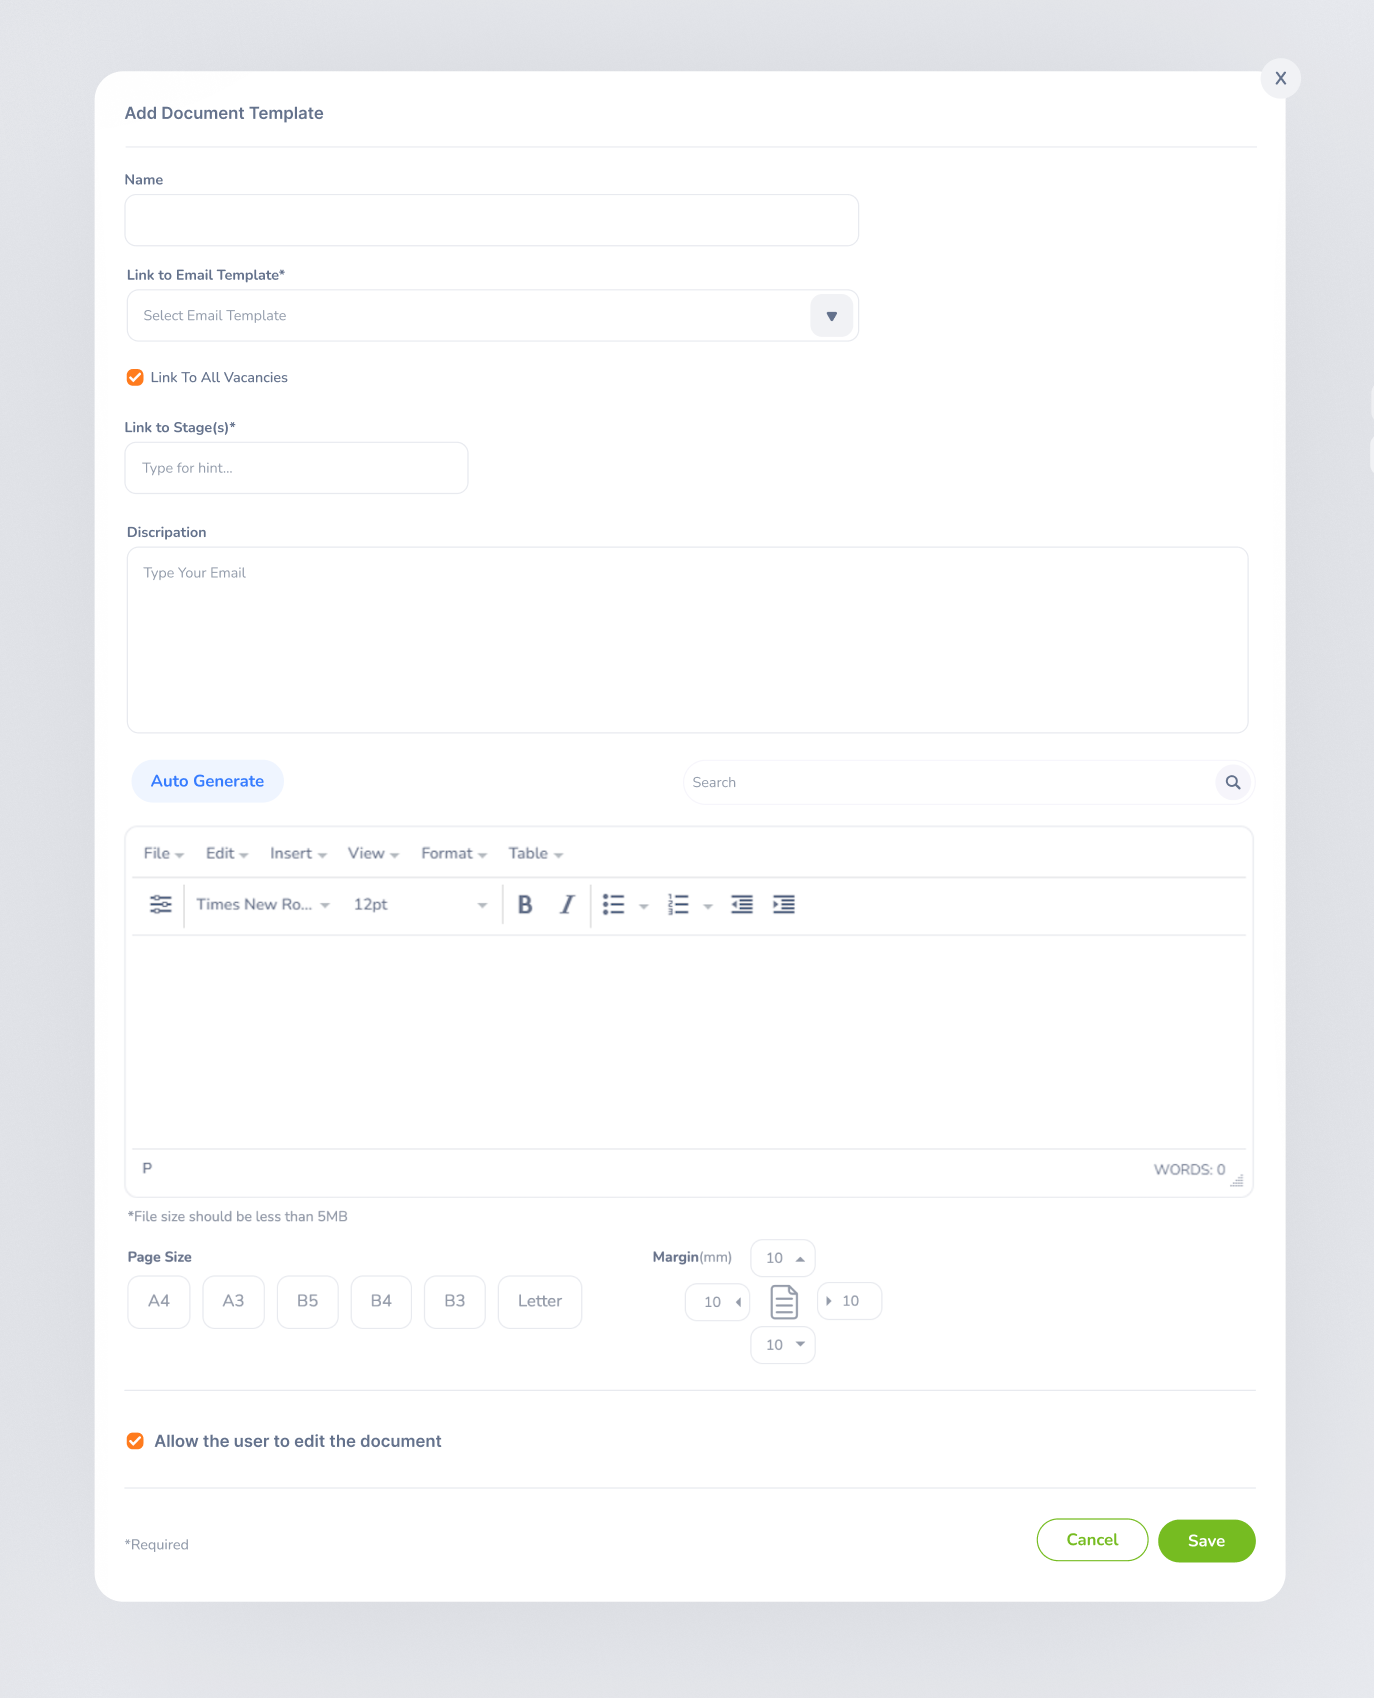 X
Add Document Template
Name
Link to Email Template*
Select Email Template
Link To All Vacancies
Link to Stage(s)*
Type for hint...
Discripation
Type Your Email
Auto Generate
Search
File Edit Insert View Format Table
Times New Ro... 12pt B I
P WORDS: 0
*File size should be less than 5MB
Page Size Margin(mm) 10
A4 A3 B5 B4 B3 Letter 10 10
10
Allow the user to edit the document
*Required Cancel Save